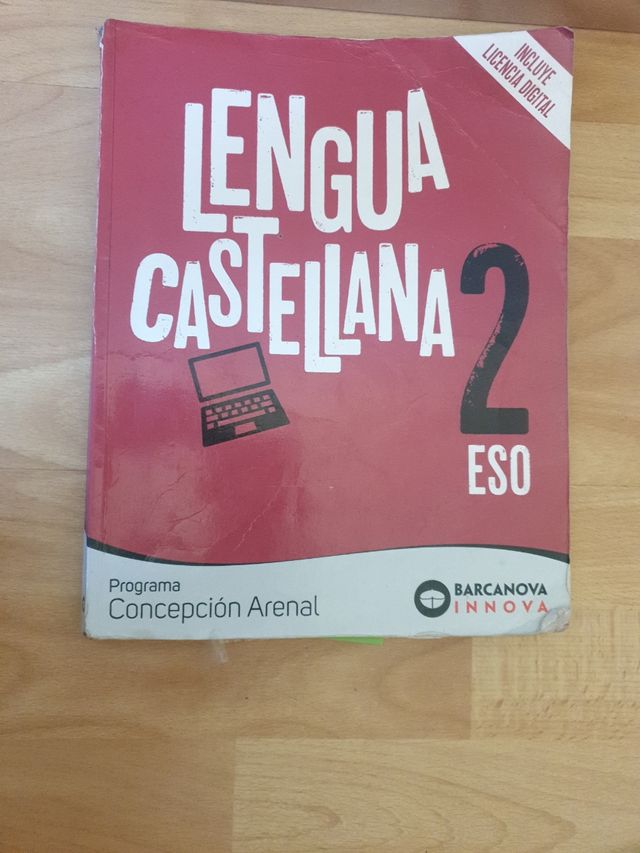 INCLUYE
LICENCIA DIGITAL
LENGUA
CASTELLANA
2
ESO
Programa
Concepción Arenal
BARCANOVA
INNOVA